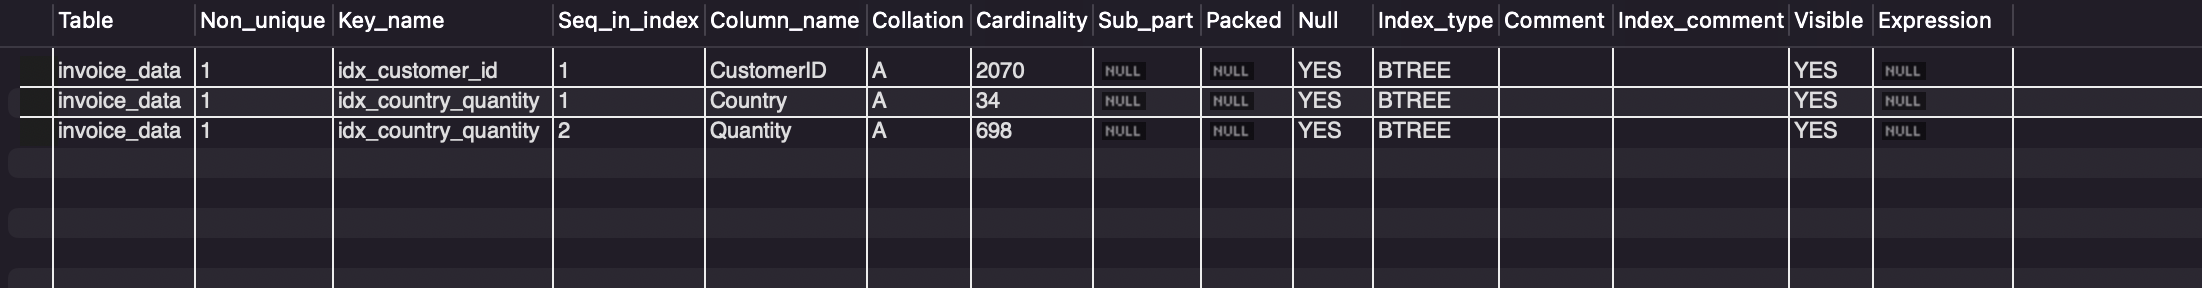 Table Non_unique Key_name Seq_in_index Column_name Collation Cardinality Sub_part Packed Null Index_type Comment Index_comment Visible Expression
invoice_data 1 idx_customer_id 1 CustomerID A 2070 NULL NULL YES BTREE YES NULL
invoice_data 1 idx_country_quantity 1 Country A 34 NULL NULL YES BTREE YES NULL
invoice_data 1 idx_country_quantity 2 Quantity A 698 NULL NULL YES BTREE YES NULL